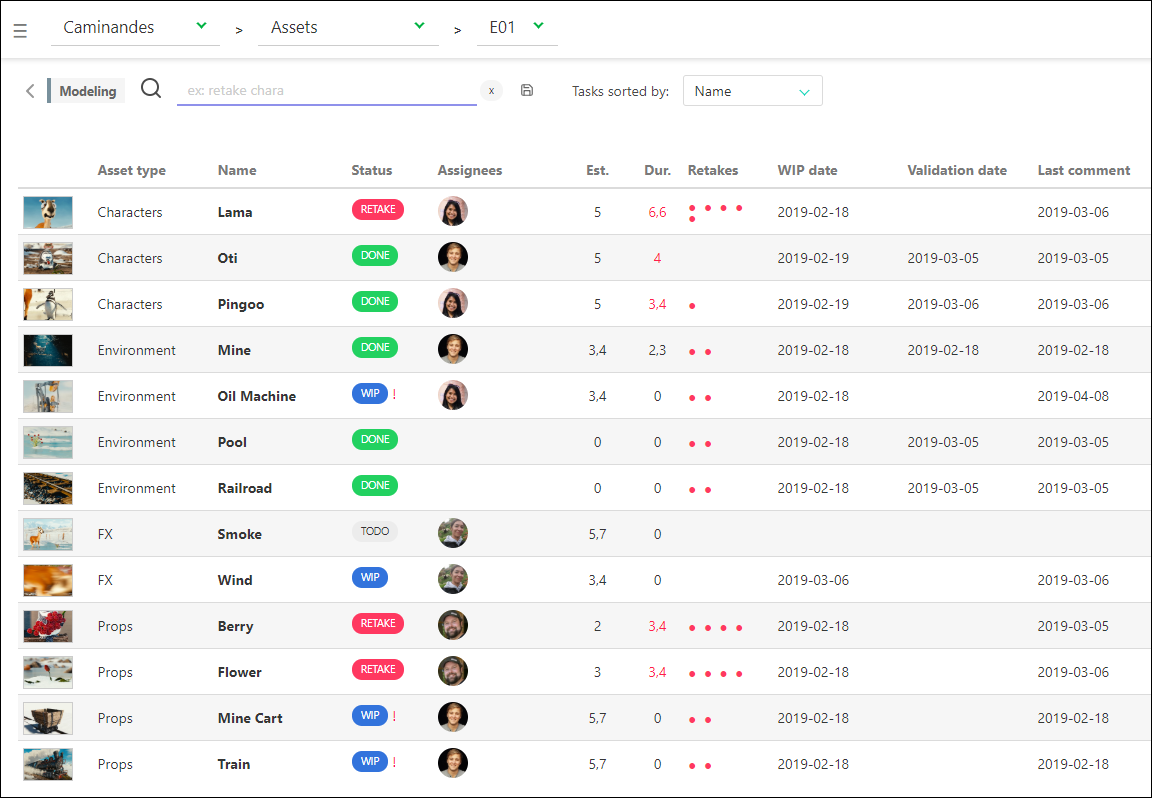 Caminandes > Assets > E01
Modeling ex: retake chara x Tasks sorted by: Name
Asset type Name Status Assignees Est. Dur. Retakes WIP date Validation date Last comment
Characters Lama RETAKE 5 6,6 2019-02-18 2019-03-06
Characters Oti DONE 5 4 2019-02-19 2019-03-05 2019-03-05
Characters Pingoo DONE 5 3,4 2019-02-19 2019-03-06 2019-03-06
Environment Mine DONE 3,4 2,3 2019-02-18 2019-02-18 2019-02-18
Environment Oil Machine WIP ! 3,4 0 2019-02-18 2019-04-08
Environment Pool DONE 0 0 2019-02-18 2019-03-05 2019-03-05
Environment Railroad DONE 0 0 2019-02-18 2019-03-05 2019-03-05
FX Smoke TODO 5,7 0
FX Wind WIP 3,4 0 2019-03-06 2019-03-06
Props Berry RETAKE 2 3,4 2019-02-18 2019-03-05
Props Flower RETAKE 3 3,4 2019-02-18 2019-03-06
Props Mine Cart WIP ! 5,7 0 2019-02-18 2019-02-18
Props Train WIP ! 5,7 0 2019-02-18 2019-02-18